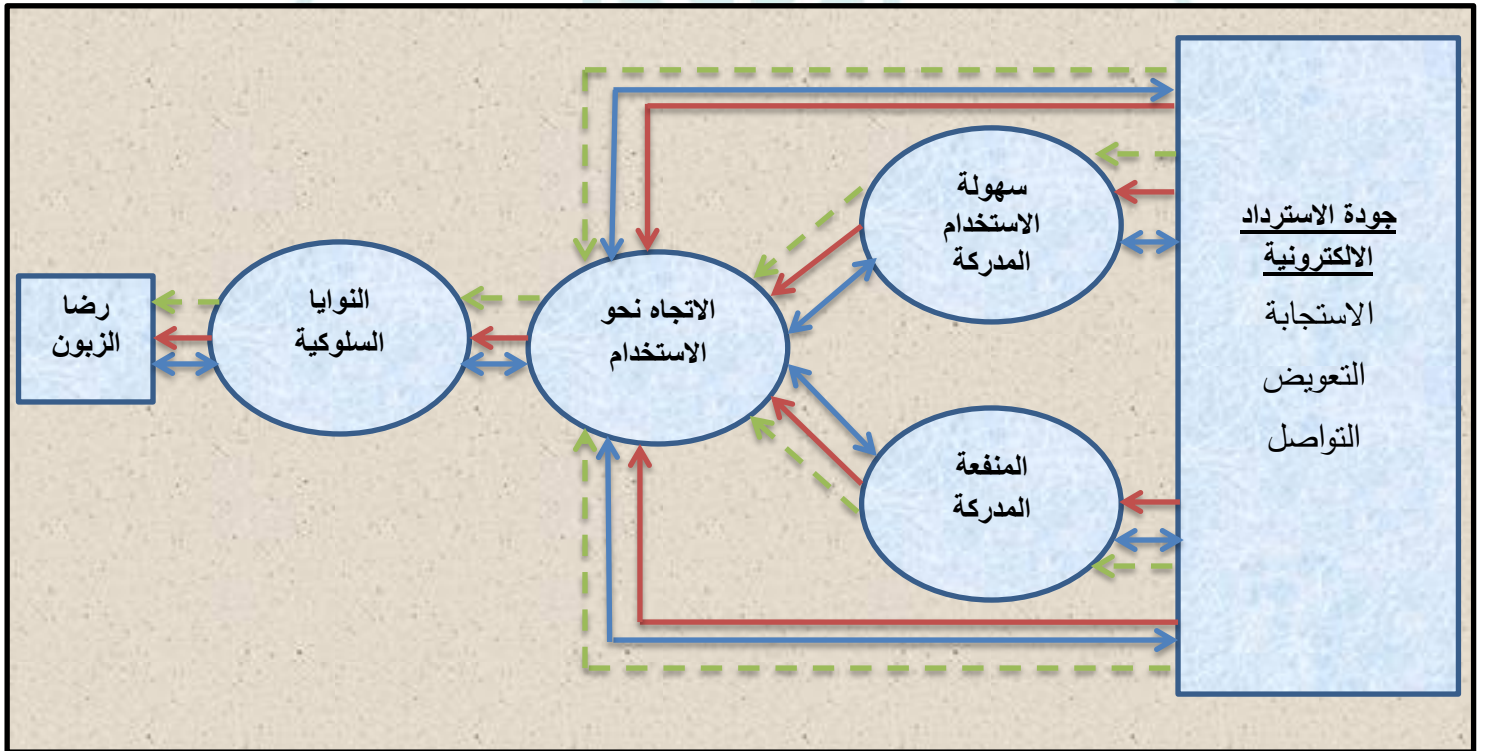 جودة الاسترداد
الالكترونية
الاستجابة
التعويض
التواصل
سهولة
الاستخدام
المدركة
المنفعة
المدركة
الاتجاه نحو
الاستخدام
النوايا
السلوكية
رضا
الزبون